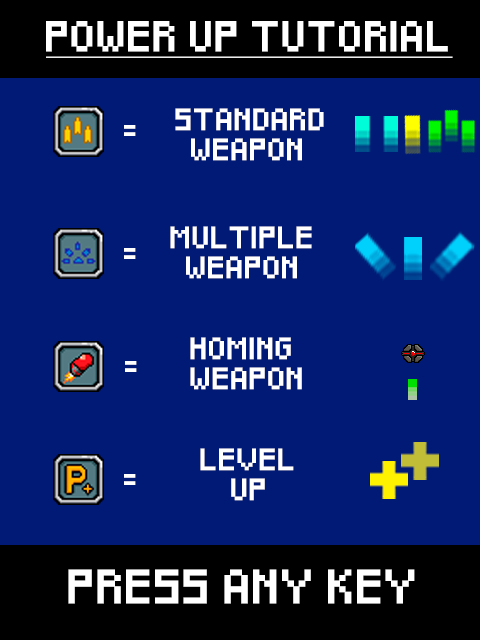 POWER UP TUTORIAL
= STANDARD
WEAPON
= MULTIPLE
WEAPON
= HOMING
WEAPON
P+ = LEVEL
UP
PRESS ANY KEY